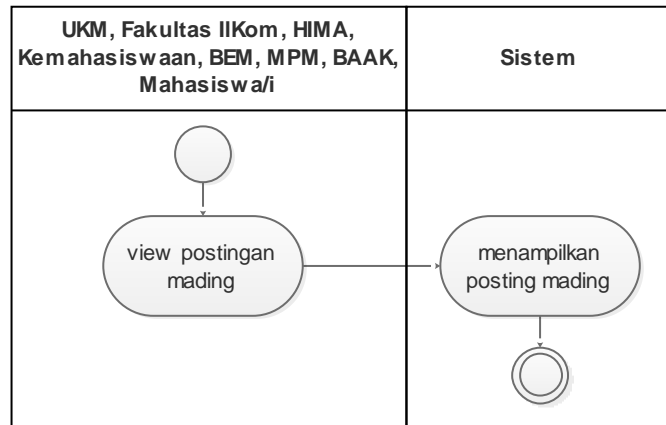 UKM, Fakultas IlKom, HIMA,
Kemahasiswaan, BEM, MPM, BAAK,
Mahasiswa/i
Sistem
view postingan
mading
menampilkan
posting mading